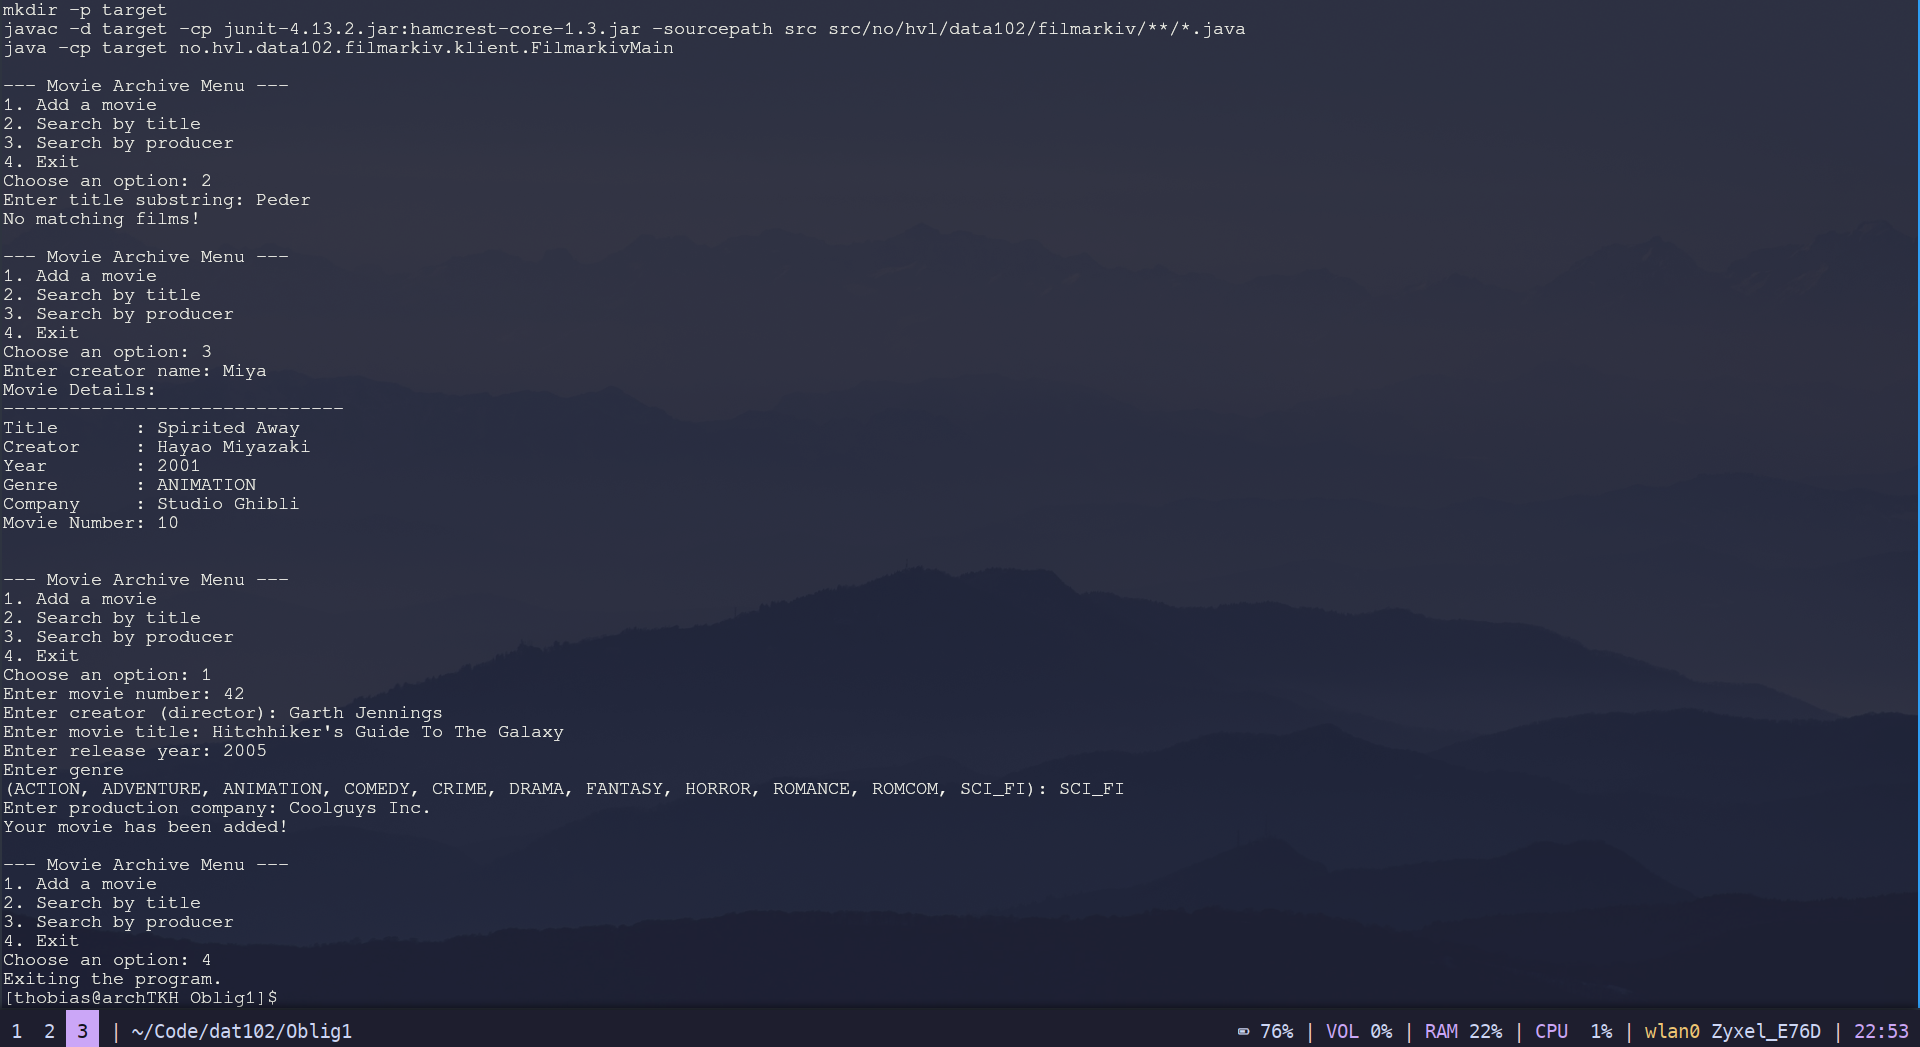 mkdir -p target
javac -d target -cp junit-4.13.2.jar:hamcrest-core-1.3.jar -sourcepath src src/no/hvl/data102/filmarkiv/**/*.java
java -cp target no.hvl.data102.filmarkiv.klient.FilmarkivMain

--- Movie Archive Menu ---
1. Add a movie
2. Search by title
3. Search by producer
4. Exit
Choose an option: 2
Enter title substring: Peder
No matching films!

--- Movie Archive Menu ---
1. Add a movie
2. Search by title
3. Search by producer
4. Exit
Choose an option: 3
Enter creator name: Miya
Movie Details:
-------------------------------
Title       : Spirited Away
Creator     : Hayao Miyazaki
Year        : 2001
Genre       : ANIMATION
Company     : Studio Ghibli
Movie Number: 10

--- Movie Archive Menu ---
1. Add a movie
2. Search by title
3. Search by producer
4. Exit
Choose an option: 1
Enter movie number: 42
Enter creator (director): Garth Jennings
Enter movie title: Hitchhiker's Guide To The Galaxy
Enter release year: 2005
Enter genre
(ACTION, ADVENTURE, ANIMATION, COMEDY, CRIME, DRAMA, FANTASY, HORROR, ROMANCE, ROMCOM, SCI_FI): SCI_FI
Enter production company: Coolguys Inc.
Your movie has been added!

--- Movie Archive Menu ---
1. Add a movie
2. Search by title
3. Search by producer
4. Exit
Choose an option: 4
Exiting the program.
[thobias@archTKH Oblig1]$
1 2 3 | ~/Code/dat102/Oblig1 76% | VOL 0% | RAM 22% | CPU 1% | wlan0 Zyxel_E76D | 22:53